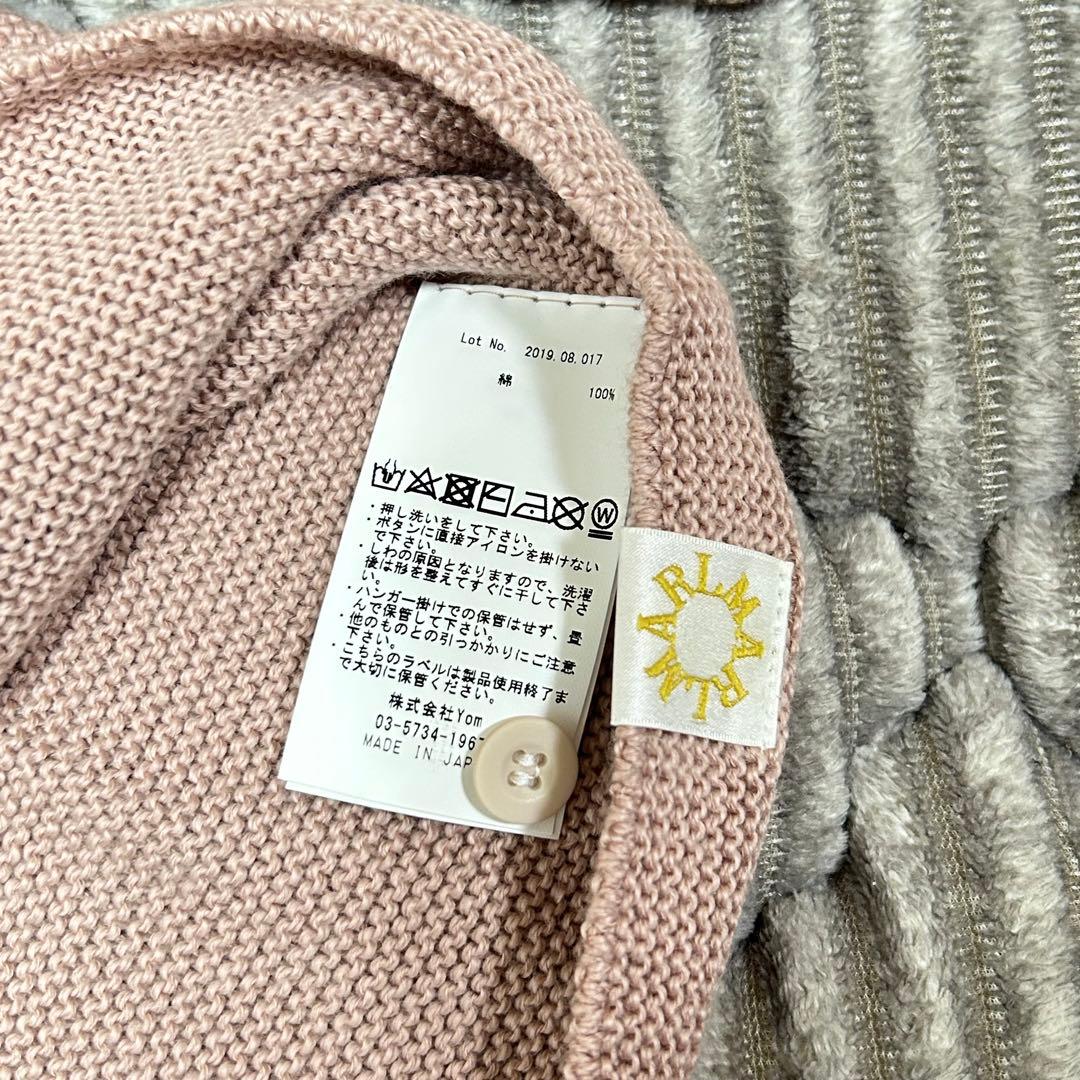 Lot No. 2019.08.017
綿 100%
・押し洗いをして下さい。
・ボタンに直接アイロンを掛けない
で下さい。
・しわの原因となりますので、洗濯
後は形を整えてすぐに干して下さ
い。
・ハンガー掛けでの保管はせず、畳
んで保管して下さい。
・他のものとの引っかかりにご注意
下さい。
・こちらのラベルは製品使用終了ま
で大切に保管ください。
株式会社Yom
03-5734-196
MADE IN JAP
W
MARLMARL